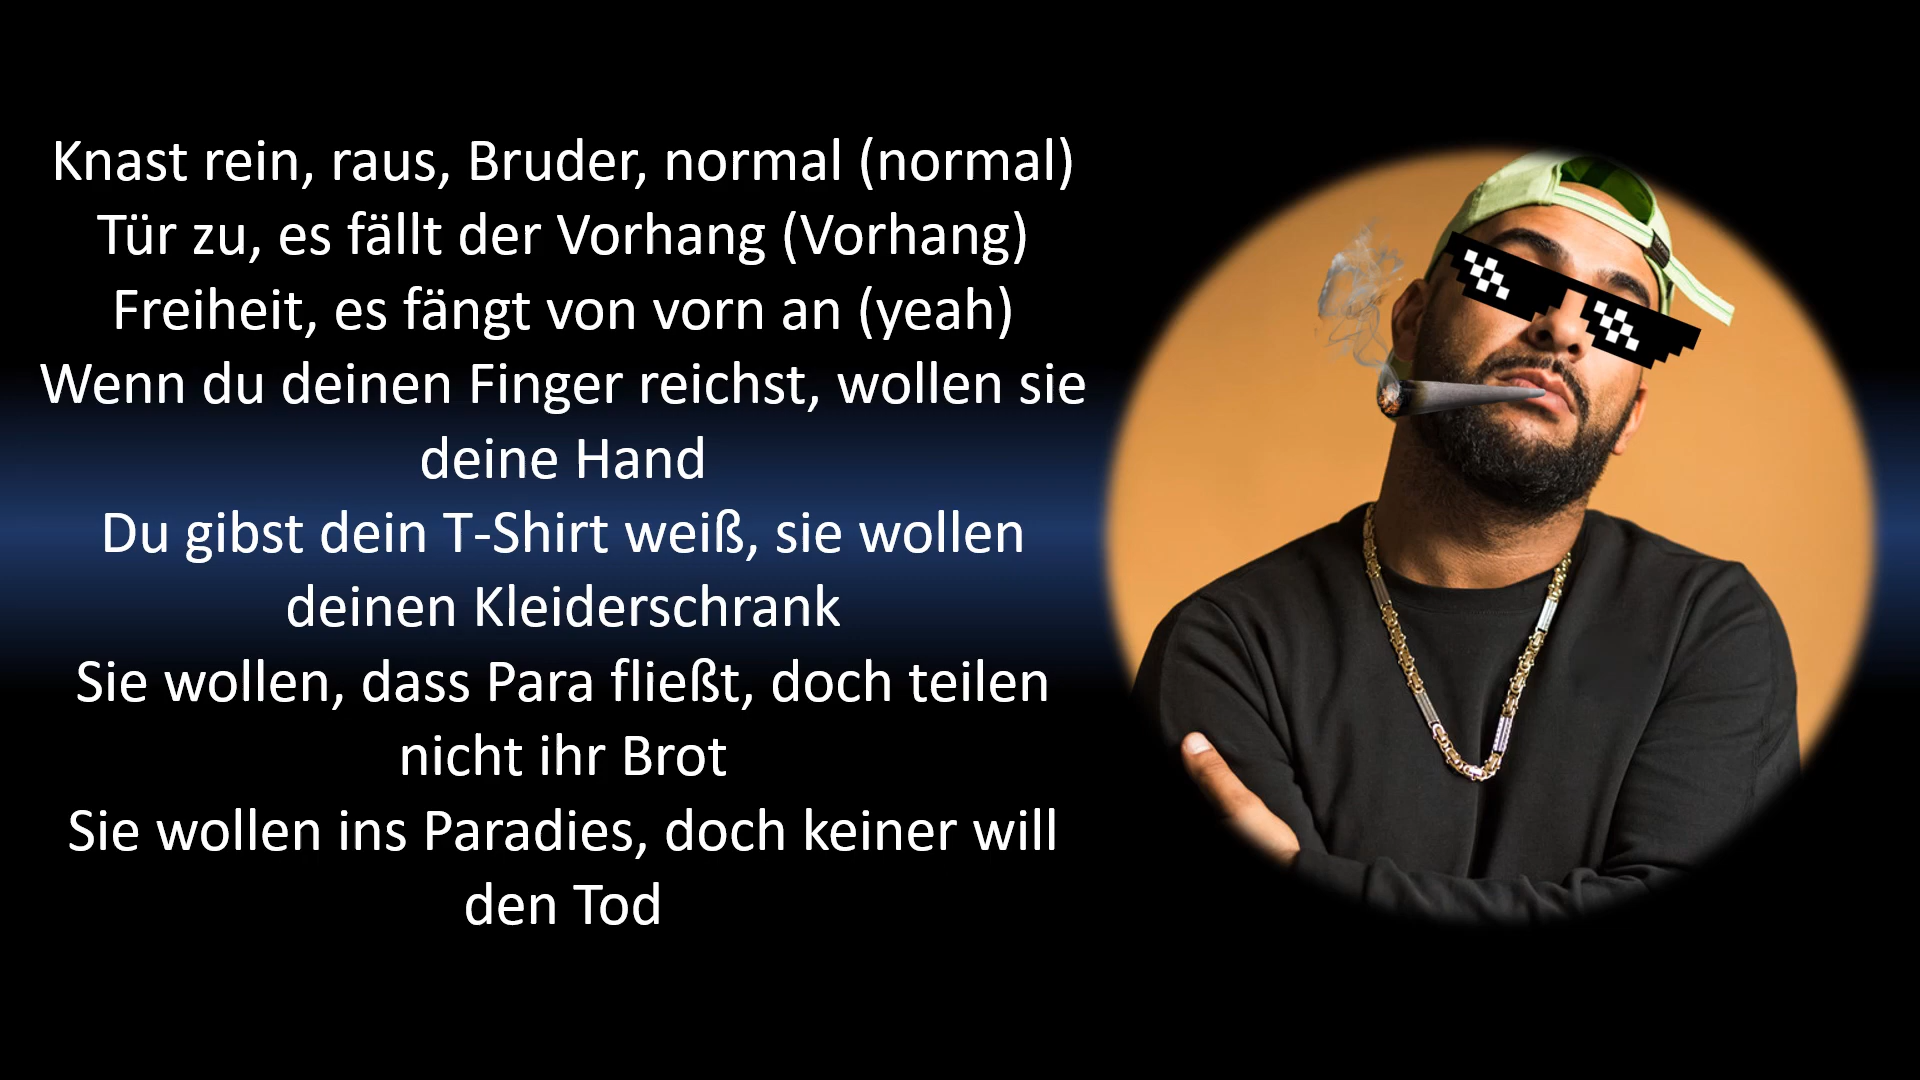 Knast rein, raus, Bruder, normal (normal)
Tür zu, es fällt der Vorhang (Vorhang)
Freiheit, es fängt von vorn an (yeah)
Wenn du deinen Finger reichst, wollen sie
deine Hand
Du gibst dein T-Shirt weiß, sie wollen
deinen Kleiderschrank
Sie wollen, dass Para fließt, doch teilen
nicht ihr Brot
Sie wollen ins Paradies, doch keiner will
den Tod